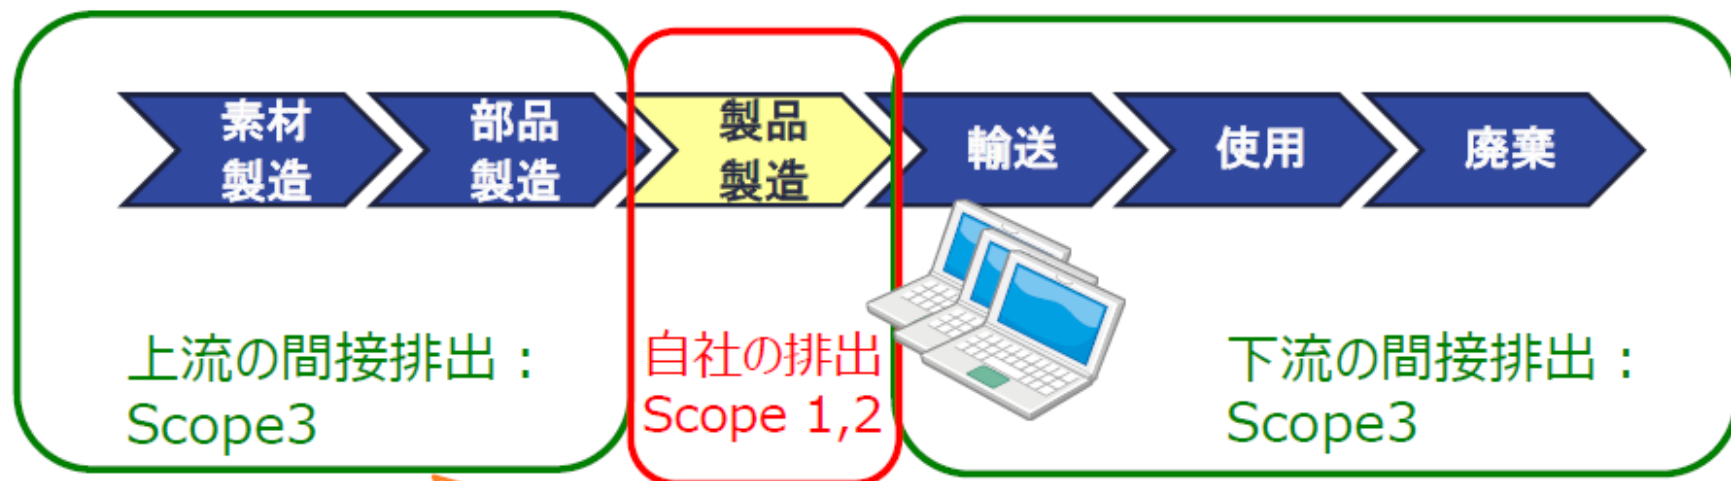 素材
製造
部品
製造
製品
製造
輸送
使用
廃棄
上流の間接排出：
Scope3
自社の排出
Scope 1,2
下流の間接排出：
Scope3